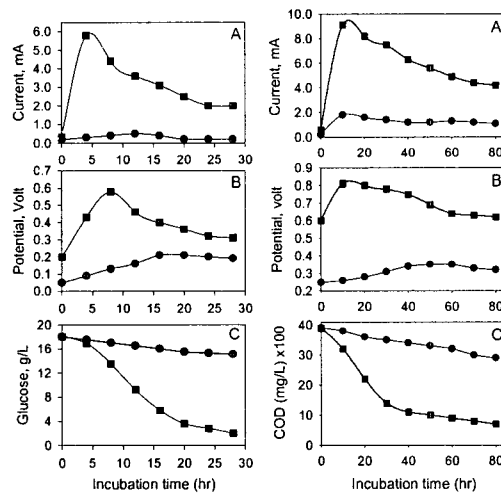 6.0
5.0
4.0
3.0
2.0
1.0
0.0
Current, mA
A
0 5 10 15 20 25 30
0.7
0.6
0.5
0.4
0.3
0.2
0.1
0.0
Potential, Volt
B
0 5 10 15 20 25 30
20
16
12
8
4
0
Glucose, g/L
C
0 5 10 15 20 25 30
Incubation time (hr)
10.0
8.0
6.0
4.0
2.0
0.0
Current, mA
A
0 20 40 60 80
0.9
0.8
0.7
0.6
0.5
0.4
0.3
0.2
Potential, volt
B
0 20 40 60 80
40
30
20
10
0
COD (mg/L) x100
C
0 20 40 60 80
Incubation time (hr)